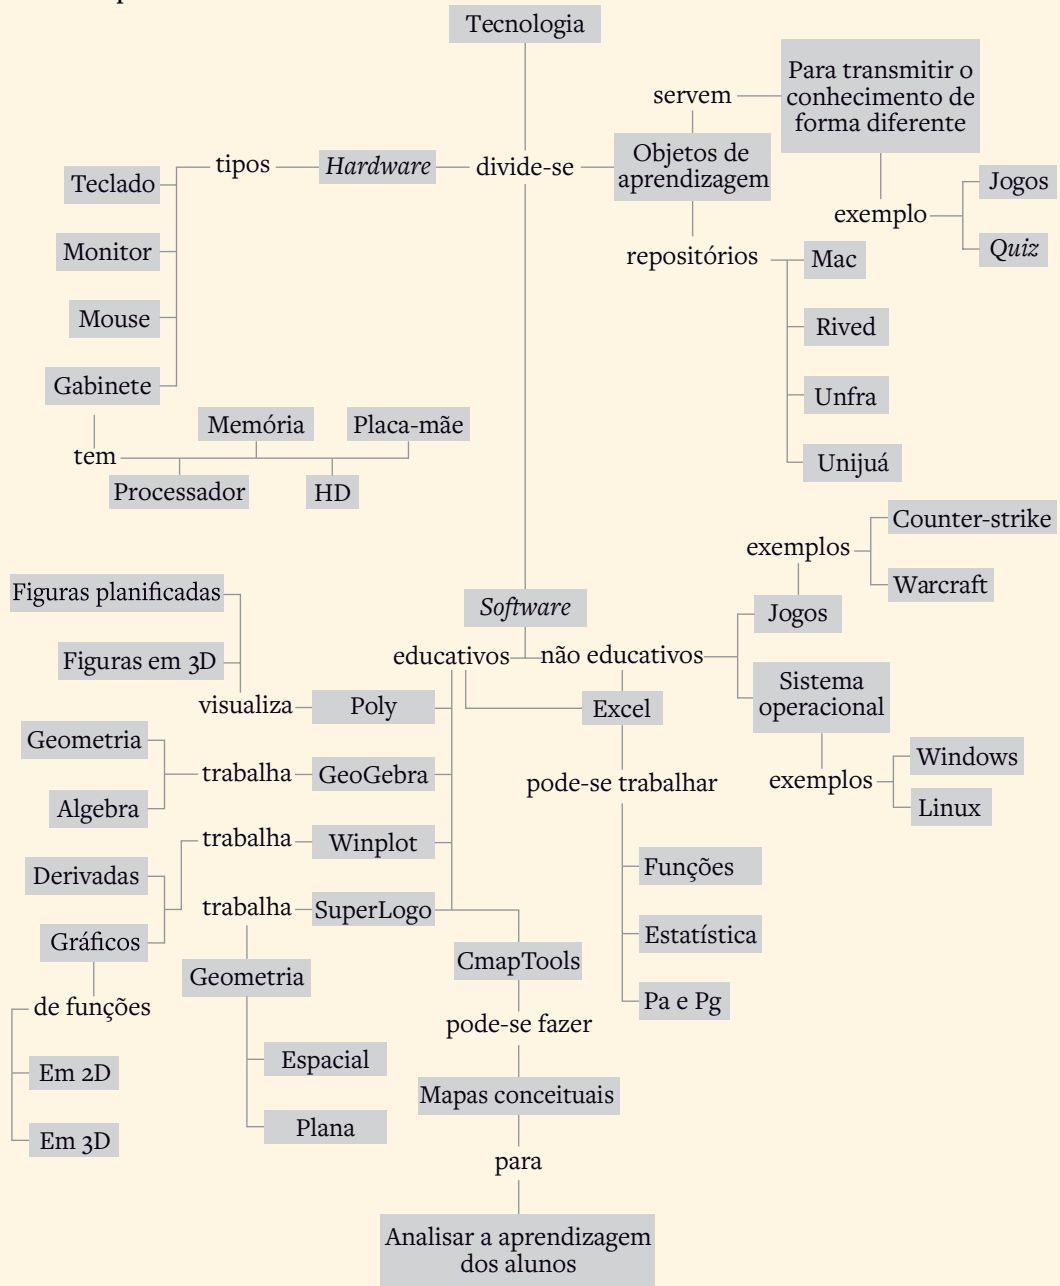 Tecnologia
Para transmitir o
conhecimento de
forma diferente
servem
Objetos de
aprendizagem
divide-se
Hardware
tipos
Teclado
Monitor
Mouse
Gabinete
tem
Memória
Placa-mãe
Processador
HD
exemplo
Jogos
Quiz
repositórios
Mac
Rived
Unfra
Unijuá
Software
educativos
não educativos
exemplos
Counter-strike
Warcraft
Jogos
Sistema
operacional
exemplos
Windows
Linux
Figuras planificadas
Figuras em 3D
visualiza
Poly
Excel
Geometria
Algebra
trabalha
GeoGebra
pode-se trabalhar
Funções
Estatística
Pa e Pg
trabalha
Winplot
Derivadas
Gráficos
de funções
Em 2D
Em 3D
trabalha
SuperLogo
Geometria
Espacial
Plana
CmapTools
pode-se fazer
Mapas conceituais
para
Analisar a aprendizagem
dos alunos